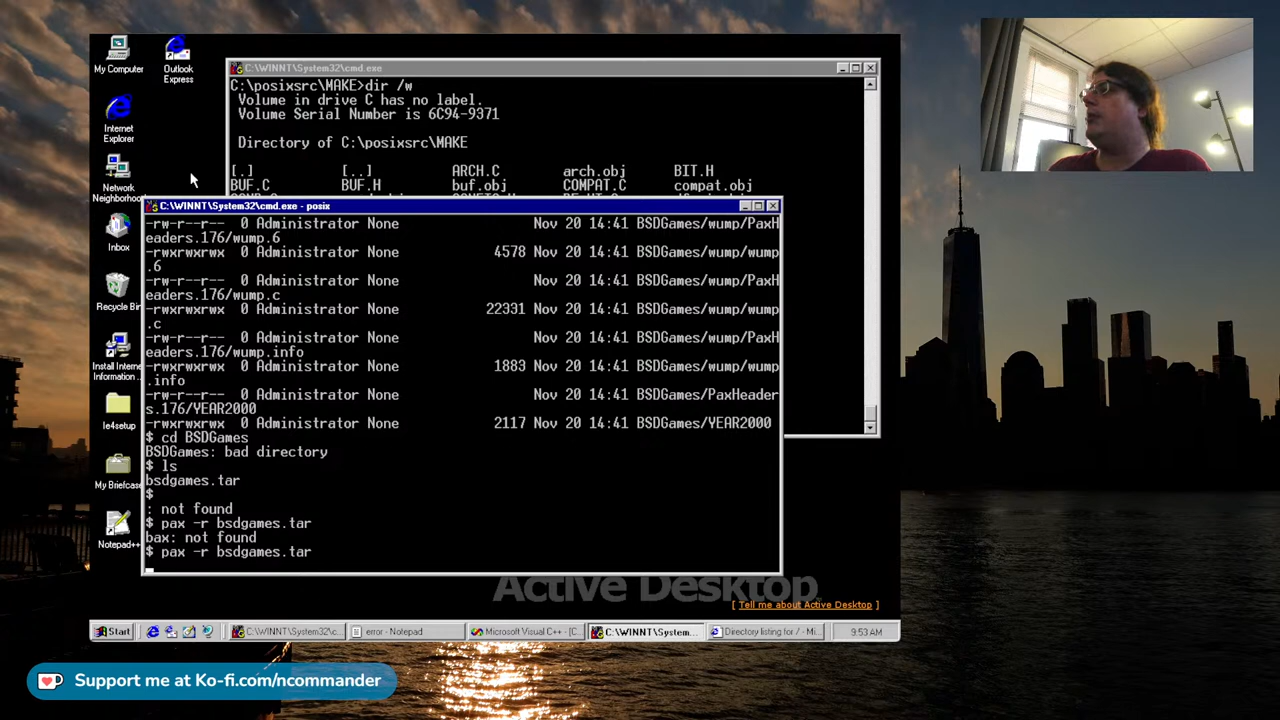 My Computer
Outlook
Express
Internet
Explorer
Network
Neighborhoo
Inbox
Recycle Bin
Install Interne
Information ...
Ie4setup
My Briefcase
Notepad++
C:\WINNT\System32\cmd.exe
C:\posixsrc\MAKE>dir /w
Volume in drive C has no label.
Volume Serial Number is 6C94-9371
Directory of C:\posixsrc\MAKE
[.] [..] ARCH.C arch.obj BIT.H
BUF.C BUF.H buf.obj COMPAT.C compat.obj
C:\WINNT\System32\cmd.exe - posix
-rw-r--r-- 0 Administrator None Nov 20 14:41 BSDGames/wump/PaxH
eaders.176/wump.6
-rwxrwxrwx 0 Administrator None 4578 Nov 20 14:41 BSDGames/wump/wump
.6
-rw-r--r-- 0 Administrator None Nov 20 14:41 BSDGames/wump/PaxH
eaders.176/wump.c
-rwxrwxrwx 0 Administrator None 22331 Nov 20 14:41 BSDGames/wump/wump
.c
-rw-r--r-- 0 Administrator None Nov 20 14:41 BSDGames/wump/PaxH
eaders.176/wump.info
-rwxrwxrwx 0 Administrator None 1883 Nov 20 14:41 BSDGames/wump/wump
.info
-rw-r--r-- 0 Administrator None Nov 20 14:41 BSDGames/PaxHeader
s.176/YEAR2000
-rwxrwxrwx 0 Administrator None 2117 Nov 20 14:41 BSDGames/YEAR2000
$ cd BSDGames
BSDGames: bad directory
$ ls
bsdgames.tar
$
: not found
$ pax -r bsdgames.tar
bax: not found
$ pax -r bsdgames.tar
Active Desktop
[ Tell me about Active Desktop ]
Start
C:\WINNT\System32\c...
error - Notepad
Microsoft Visual C++ - [C...
C:\WINNT\System...
Directory listing for / - Mi...
9:53 AM
Support me at Ko-fi.com/ncommander